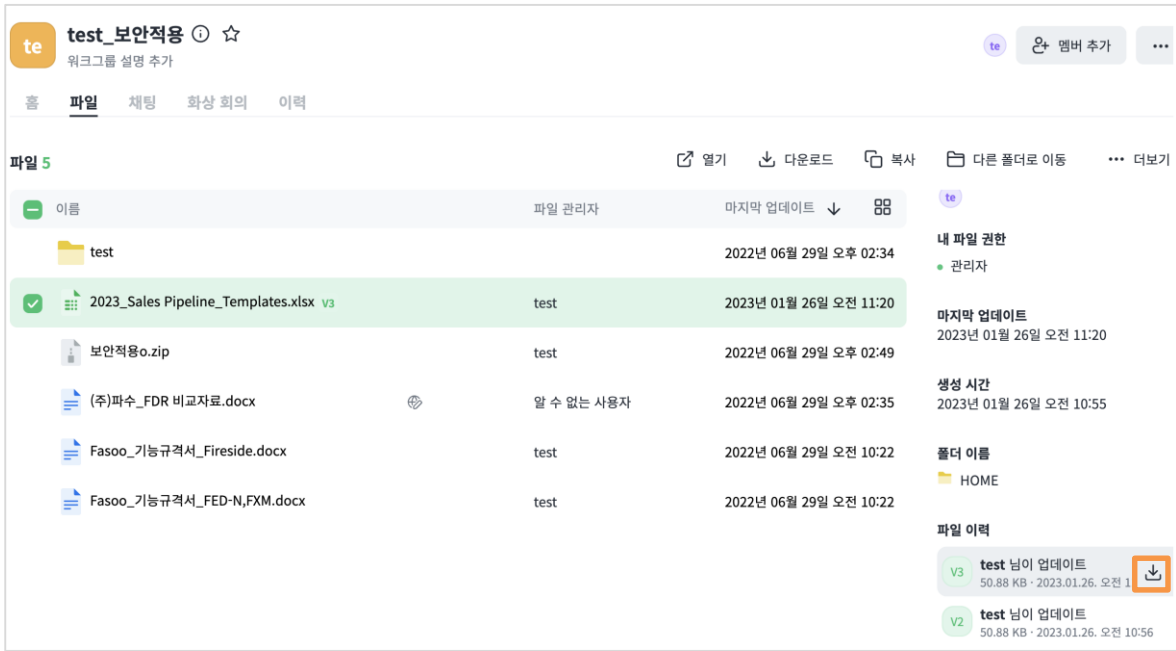 te
test_보안적용
워크그룹 설명 추가
te
멤버 추가
홈 파일 채팅 화상 회의 이력
파일 5
열기 다운로드 복사 다른 폴더로 이동 더보기
이름 파일 관리자 마지막 업데이트
test 2022년 06월 29일 오후 02:34
2023_Sales Pipeline_Templates.xlsx V3 test 2023년 01월 26일 오전 11:20
보안적용o.zip test 2022년 06월 29일 오후 02:49
(주)파수_FDR 비교자료.docx 알 수 없는 사용자 2022년 06월 29일 오후 02:35
Fasoo_기능규격서_Fireside.docx test 2022년 06월 29일 오전 10:22
Fasoo_기능규격서_FED-N,FXM.docx test 2022년 06월 29일 오전 10:22
te
내 파일 권한
관리자
마지막 업데이트
2023년 01월 26일 오전 11:20
생성 시간
2023년 01월 26일 오전 10:55
폴더 이름
HOME
파일 이력
V3 test 님이 업데이트
50.88 KB · 2023.01.26. 오전 1
V2 test 님이 업데이트
50.88 KB · 2023.01.26. 오전 10:56